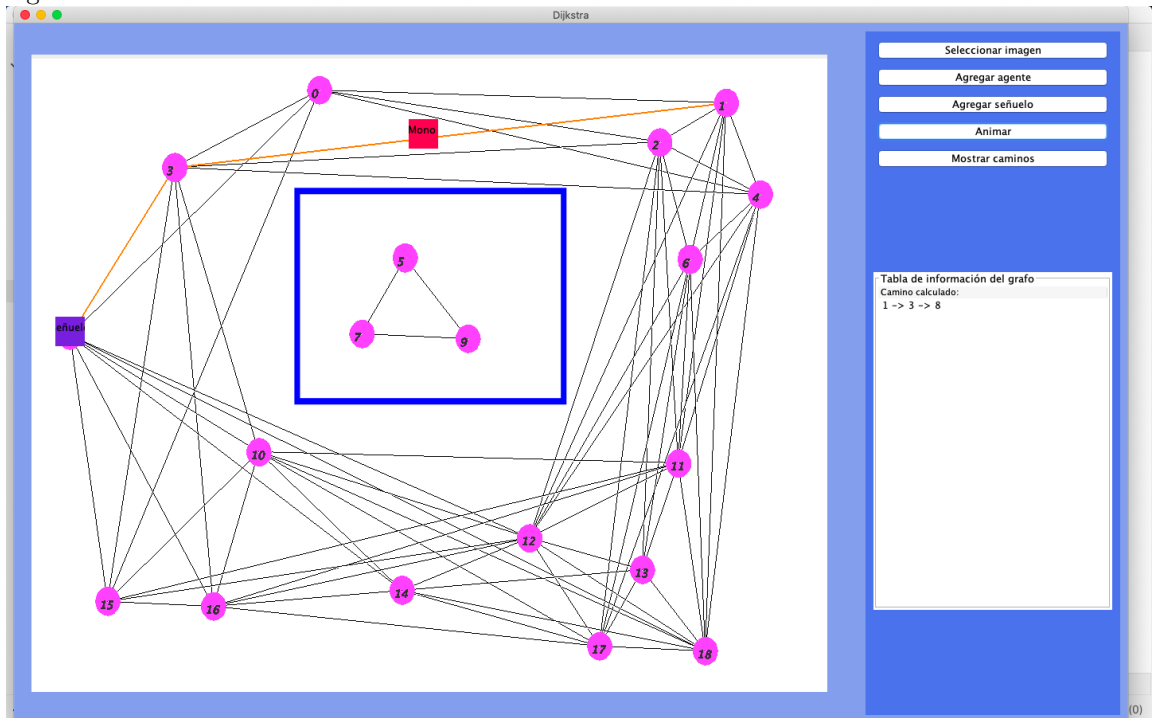 Dijkstra
Seleccionar imagen
Agregar agente
Agregar señuelo
Animar
Mostrar caminos
Tabla de información del grafo
Camino calculado:
1 -> 3 -> 8
0
1
Mono
2
3
4
5
6
eñuel
7
9
10
11
12
13
14
15
16
17
18
(0)